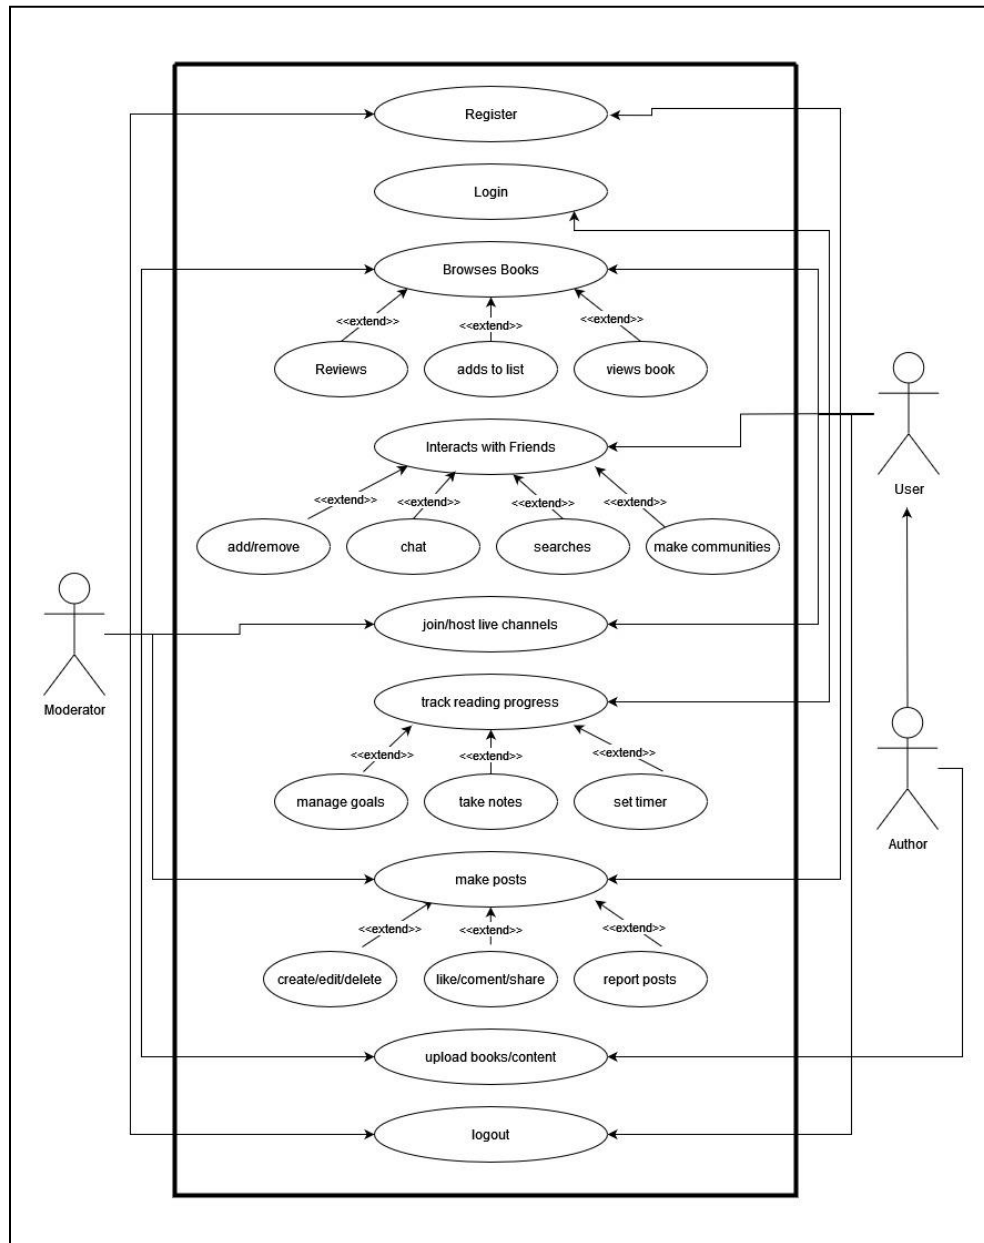 Register
Login
Browses Books
<<extend>>
<<extend>>
<<extend>>
Reviews
adds to list
views book
Interacts with Friends
User
<<extend>>
<<extend>>
<<extend>>
<<extend>>
add/remove
chat
searches
make communities
join/host live channels
Moderator
track reading progress
<<extend>>
<<extend>>
<<extend>>
manage goals
take notes
set timer
Author
make posts
<<extend>>
<<extend>>
<<extend>>
create/edit/delete
like/coment/share
report posts
upload books/content
logout